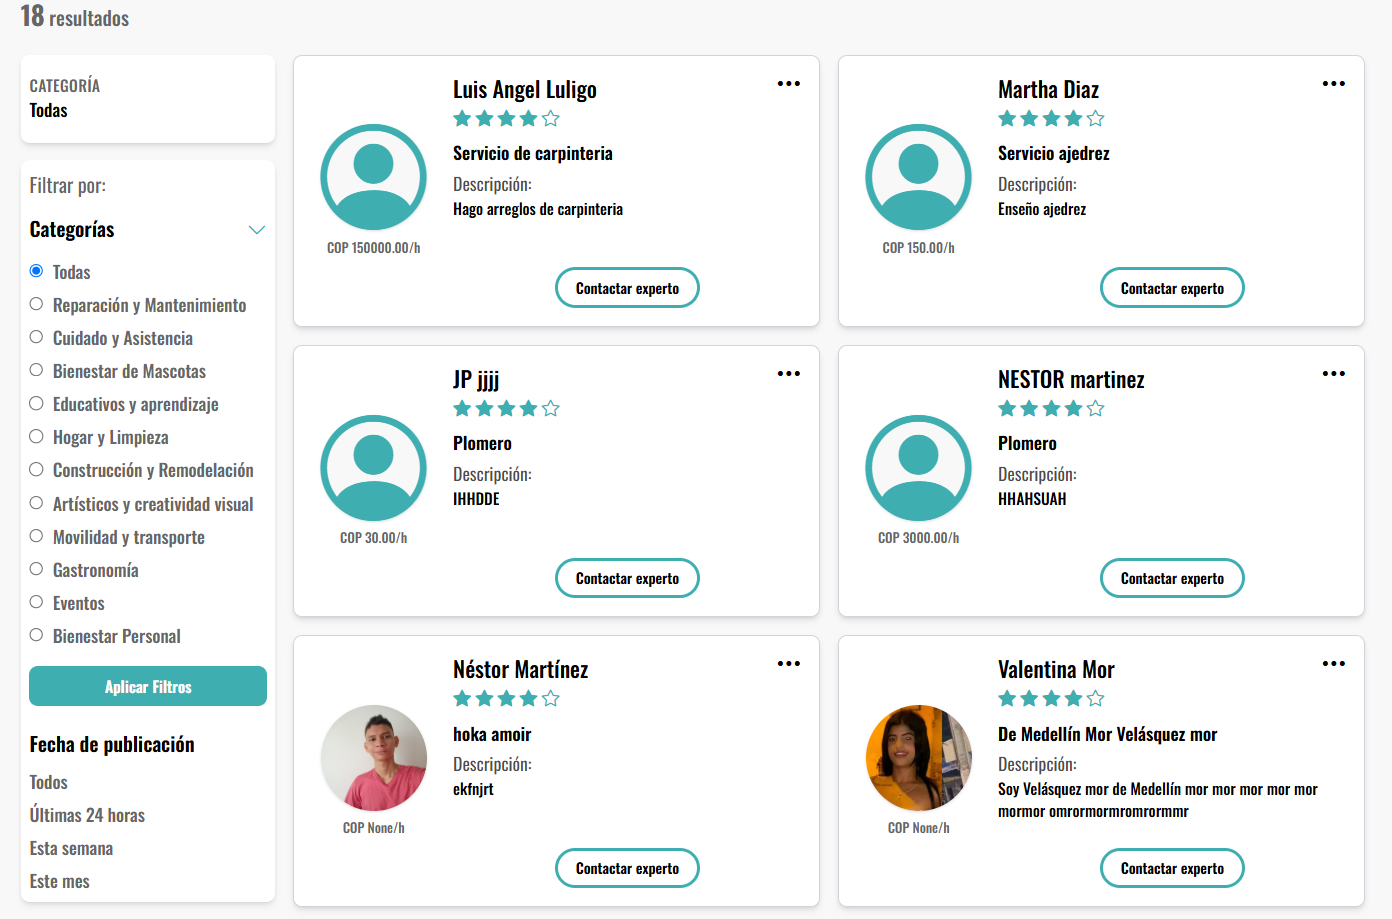 18 resultados
CATEGORÍA
Todas
Filtrar por:
Categorías
Todas
Reparación y Mantenimiento
Cuidado y Asistencia
Bienestar de Mascotas
Educativos y aprendizaje
Hogar y Limpieza
Construcción y Remodelación
Artísticos y creatividad visual
Movilidad y transporte
Gastronomía
Eventos
Bienestar Personal
Aplicar Filtros
Fecha de publicación
Todos
Últimas 24 horas
Esta semana
Este mes
Luis Angel Luligo
Servicio de carpinteria
Descripción:
Hago arreglos de carpinteria
COP 150000.00/h
Contactar experto
Martha Diaz
Servicio ajedrez
Descripción:
Enseño ajedrez
COP 150.00/h
Contactar experto
JP jjjj
Plomero
Descripción:
IHHDDE
COP 30.00/h
Contactar experto
NESTOR martinez
Plomero
Descripción:
HHAHSUAH
COP 3000.00/h
Contactar experto
Néstor Martínez
hoka amoir
Descripción:
ekfnjrt
COP None/h
Contactar experto
Valentina Mor
De Medellín Mor Velásquez mor
Descripción:
Soy Velásquez mor de Medellín mor mor mor mor mor
mormor omrormormromrormmr
COP None/h
Contactar experto